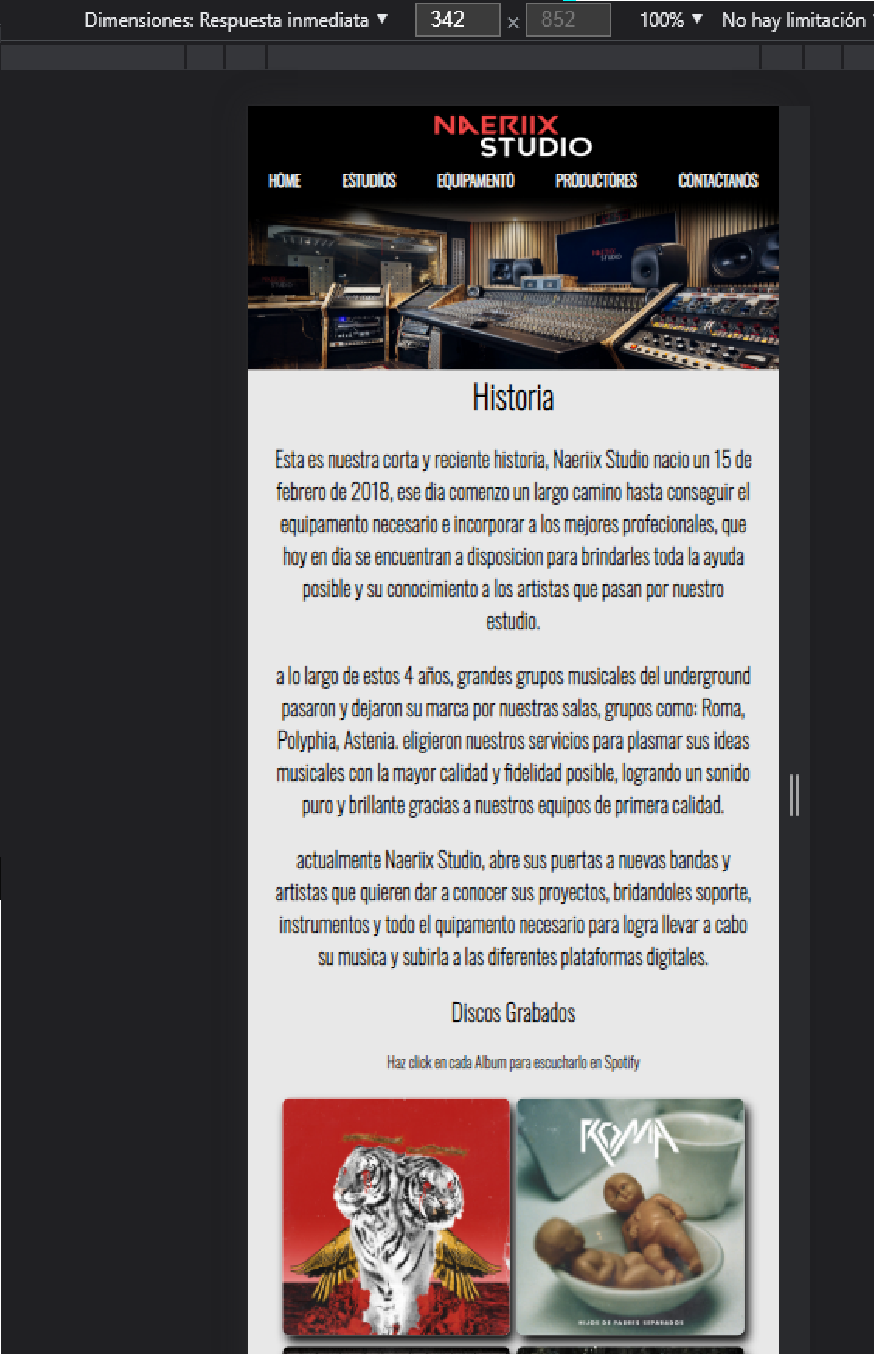 Dimensiones: Respuesta inmediata ▼ 342 × 852 100% ▼ No hay limitación
NAERIIX
STUDIO
HOME ESTUDIOS EQUIPAMENTO PRODUCTORES CONTACTANOS
NAERIIX
STUDIO
Historia
Esta es nuestra corta y reciente historia, Naeriix Studio nacio un 15 de
febrero de 2018, ese dia comenzo un largo camino hasta conseguir el
equipamento necesario e incorporar a los mejores profecionales, que
hoy en dia se encuentran a disposicion para brindarles toda la ayuda
posible y su conocimiento a los artistas que pasan por nuestro
estudio.
a lo largo de estos 4 años, grandes grupos musicales del underground
pasaron y dejaron su marca por nuestras salas, grupos como: Roma,
Polyphia, Astenia. eligieron nuestros servicios para plasmar sus ideas
musicales con la mayor calidad y fidelidad posible, logrando un sonido
puro y brillante gracias a nuestros equipos de primera calidad.
actualmente Naeriix Studio, abre sus puertas a nuevas bandas y
artistas que quieren dar a conocer sus proyectos, bridandoles soporte,
instrumentos y todo el quipamento necesario para logra llevar a cabo
su musica y subirla a las diferentes plataformas digitales.
Discos Grabados
Haz click en cada Album para escucharlo en Spotify
ROMA
HIJOS DE PADRES SEPARADOS